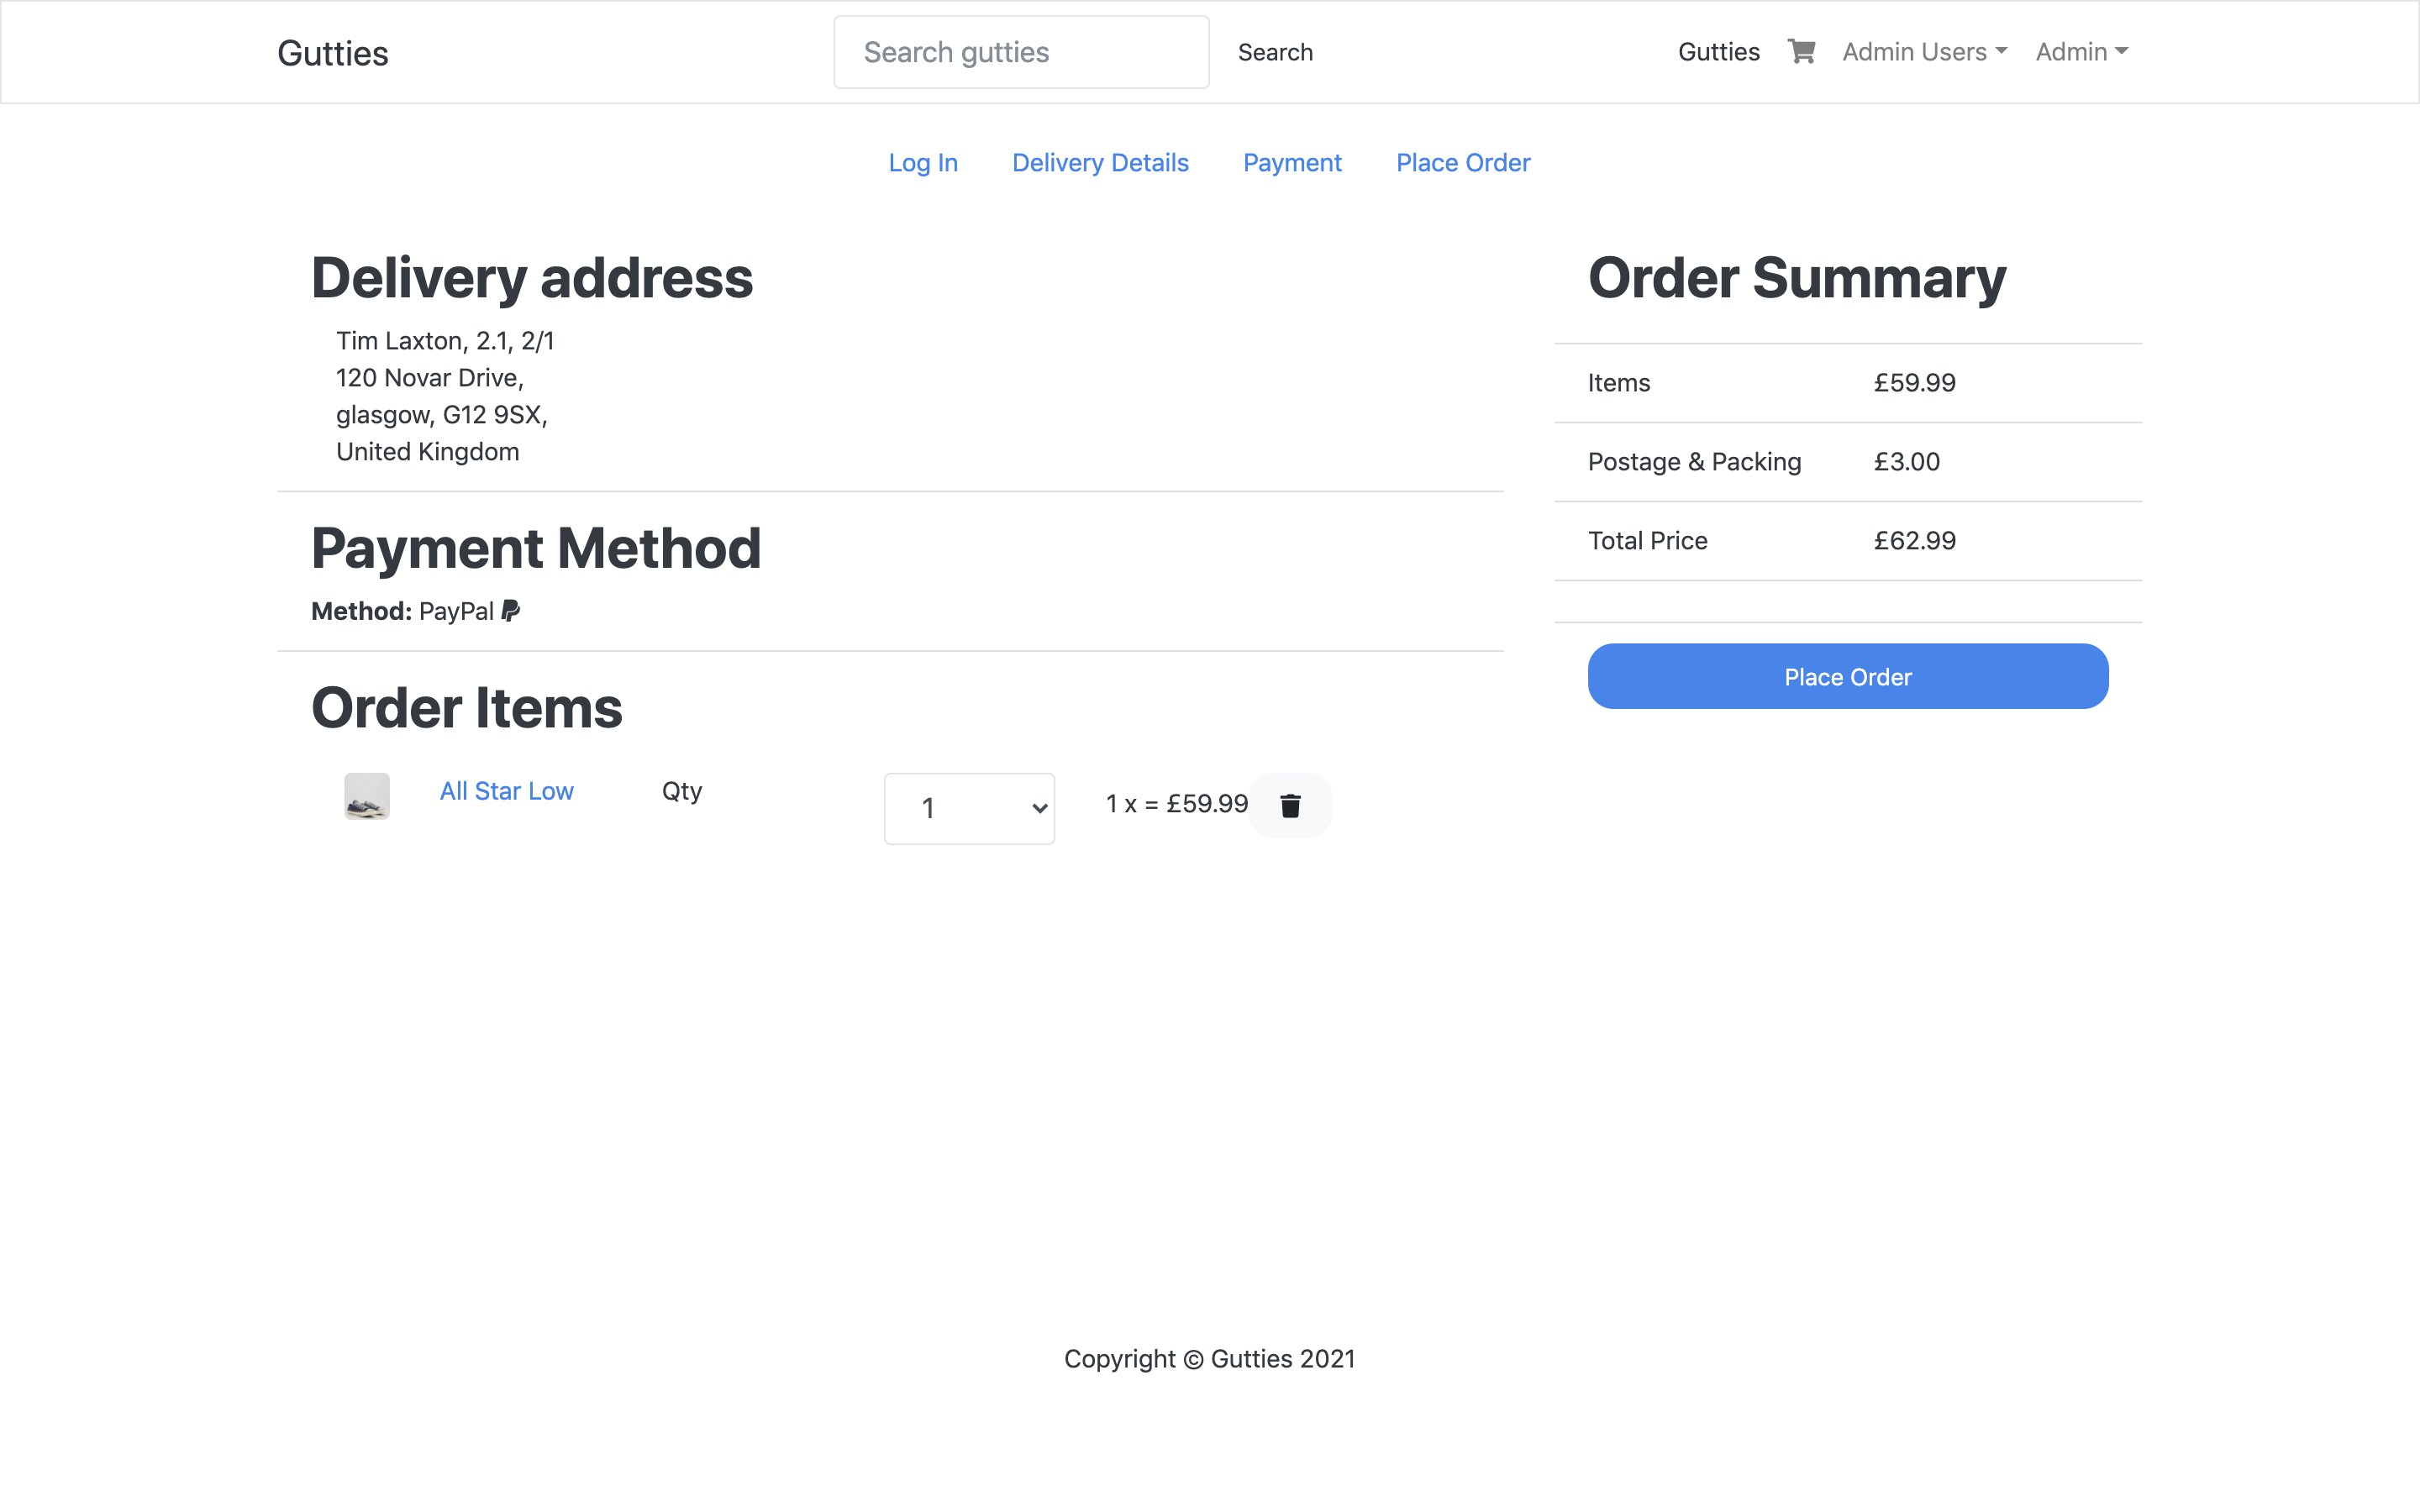 Gutties
Search gutties
Search
Gutties
Admin Users
Admin
Log In
Delivery Details
Payment
Place Order
Delivery address
Tim Laxton, 2.1, 2/1
120 Novar Drive,
glasgow, G12 9SX,
United Kingdom
Payment Method
Method: PayPal
Order Items
All Star Low
Qty
1
1 x = £59.99
Order Summary
Items £59.99
Postage & Packing £3.00
Total Price £62.99
Place Order
Copyright © Gutties 2021